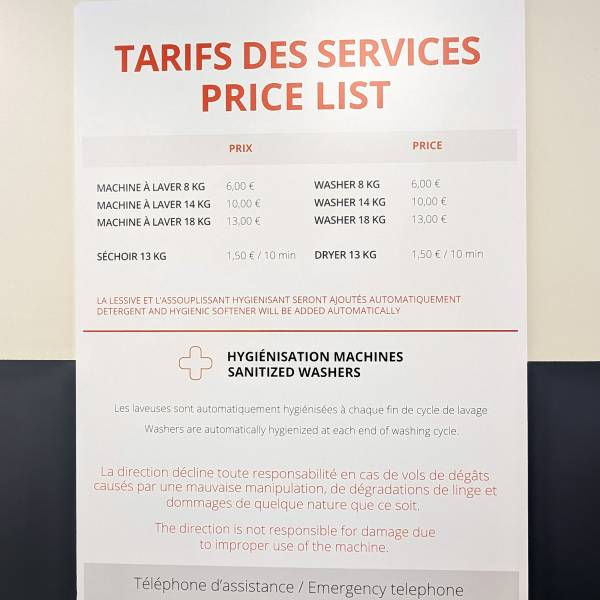 TARIFS DES SERVICES
PRICE LIST
PRIX PRICE
MACHINE À LAVER 8 KG 6,00 € WASHER 8 KG 6,00 €
MACHINE À LAVER 14 KG 10,00 € WASHER 14 KG 10,00 €
MACHINE À LAVER 18 KG 13,00 € WASHER 18 KG 13,00 €
SÉCHOIR 13 KG 1,50 € / 10 min DRYER 13 KG 1,50 € / 10 min
LA LESSIVE ET L'ASSOUPLISSANT HYGIENISANT SERONT AJOUTÉS AUTOMATIQUEMENT
DETERGENT AND HYGIENIC SOFTENER WILL BE ADDED AUTOMATICALLY
HYGIÉNISATION MACHINES
SANITIZED WASHERS
Les laveuses sont automatiquement hygiénisées à chaque fin de cycle de lavage
Washers are automatically hygienized at each end of washing cycle.
La direction décline toute responsabilité en cas de vols de dégâts
causés par une mauvaise manipulation, de dégradations de linge et
dommages de quelque nature que ce soit.
The direction is not responsible for damage due
to improper use of the machine.
Téléphone d'assistance / Emergency telephone